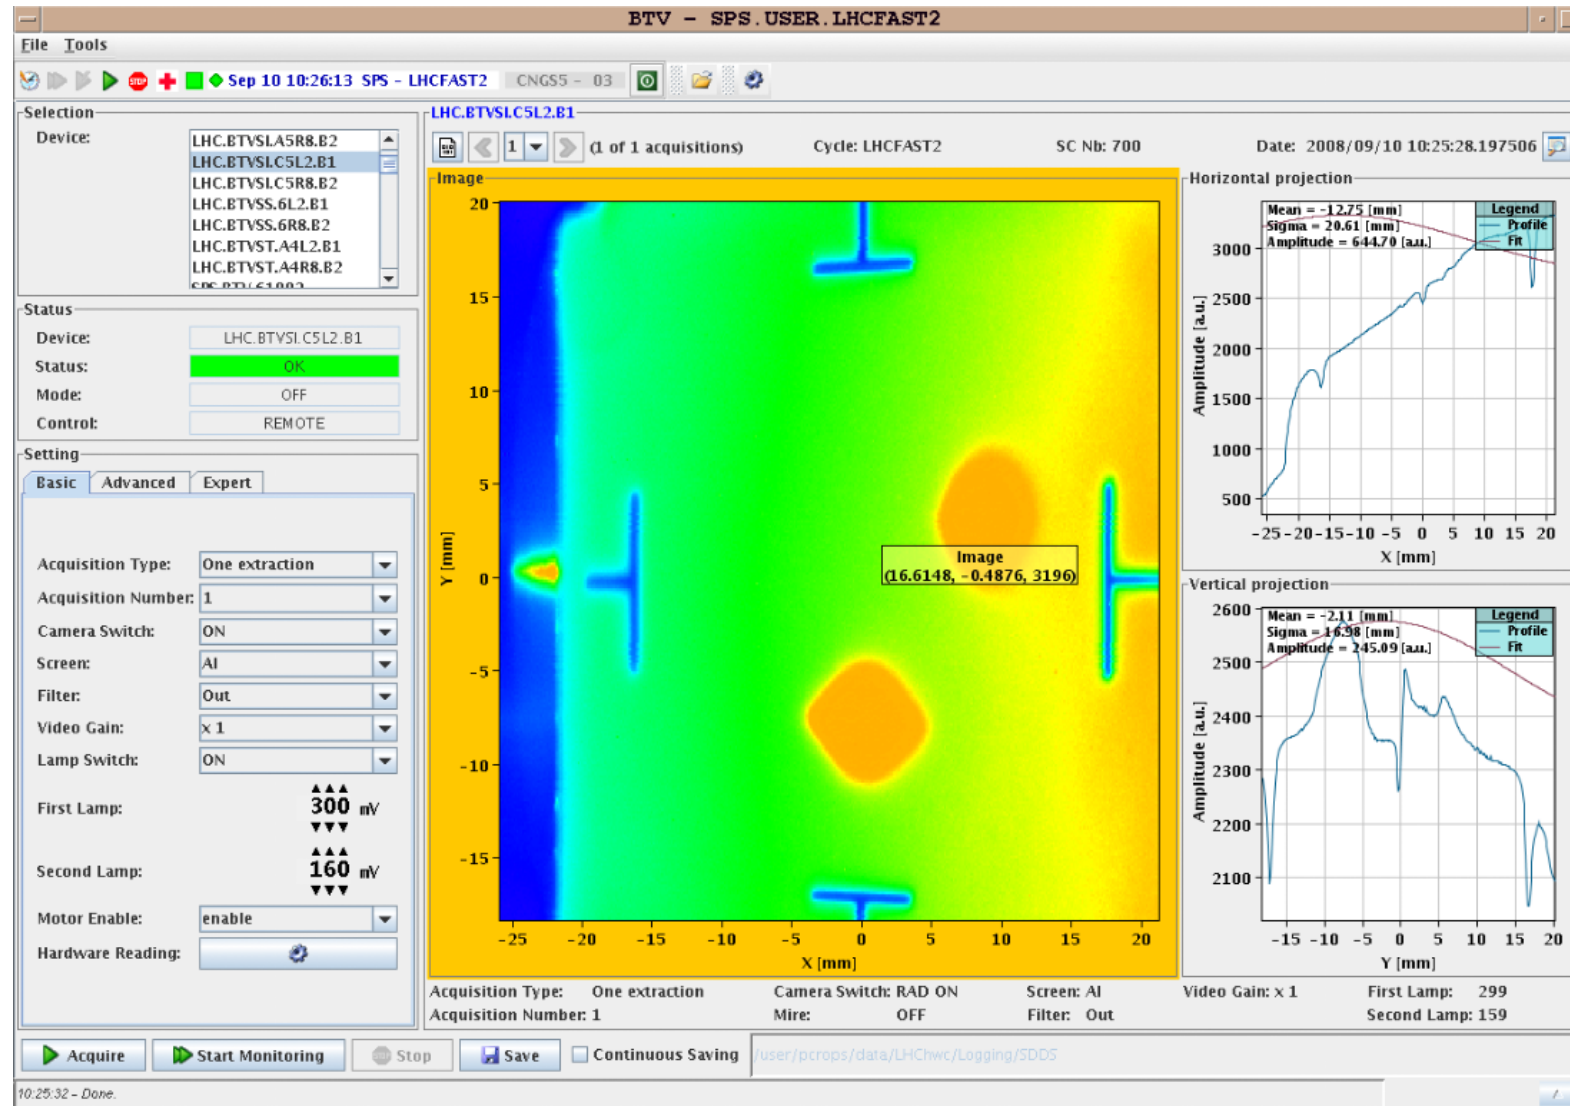 BTV - SPS.USER.LHCFAST2
File Tools
Sep 10 10:26:13 SPS - LHCFAST2 CNGS5 - 03
Selection
Device:
LHC.BTVSI.A5R8.B2
LHC.BTVSI.C5L2.B1
LHC.BTVSI.C5R8.B2
LHC.BTVSS.6L2.B1
LHC.BTVSS.6R8.B2
LHC.BTVST.A4L2.B1
LHC.BTVST.A4R8.B2
Status
Device: LHC.BTVSI.C5L2.B1
Status: OK
Mode: OFF
Control: REMOTE
Setting
Basic Advanced Expert
Acquisition Type: One extraction
Acquisition Number: 1
Camera Switch: ON
Screen: Al
Filter: Out
Video Gain: x 1
Lamp Switch: ON
First Lamp: 300 mV
Second Lamp: 160 mV
Motor Enable: enable
Hardware Reading:
LHC.BTVSI.C5L2.B1
1 (1 of 1 acquisitions) Cycle: LHCFAST2 SC Nb: 700 Date: 2008/09/10 10:25:28.197506
Image
20
15
10
5
0
-5
-10
-15
Y [mm]
Image
(16.6148, -0.4876, 3196)
-25 -20 -15 -10 -5 0 5 10 15 20
X [mm]
Horizontal projection
Mean = -12.75 [mm]
Sigma = 20.61 [mm]
Amplitude = 644.70 [a.u.]
Legend
Profile
Fit
3000
2500
2000
1500
1000
500
Amplitude [a.u.]
-25 -20 -15 -10 -5 0 5 10 15 20
X [mm]
Vertical projection
Mean = -2.11 [mm]
Sigma = 16.98 [mm]
Amplitude = 245.09 [a.u.]
Legend
Profile
Fit
2600
2500
2400
2300
2200
2100
Amplitude [a.u.]
-15 -10 -5 0 5 10 15 20
Y [mm]
Acquisition Type: One extraction Camera Switch: RAD ON Screen: Al Video Gain: x 1 First Lamp: 299
Acquisition Number: 1 Mire: OFF Filter: Out Second Lamp: 159
Acquire Start Monitoring STOP Stop Save Continuous Saving /user/pcrops/data/LHChwc/Logging/SDDS
10:25:32 - Done.